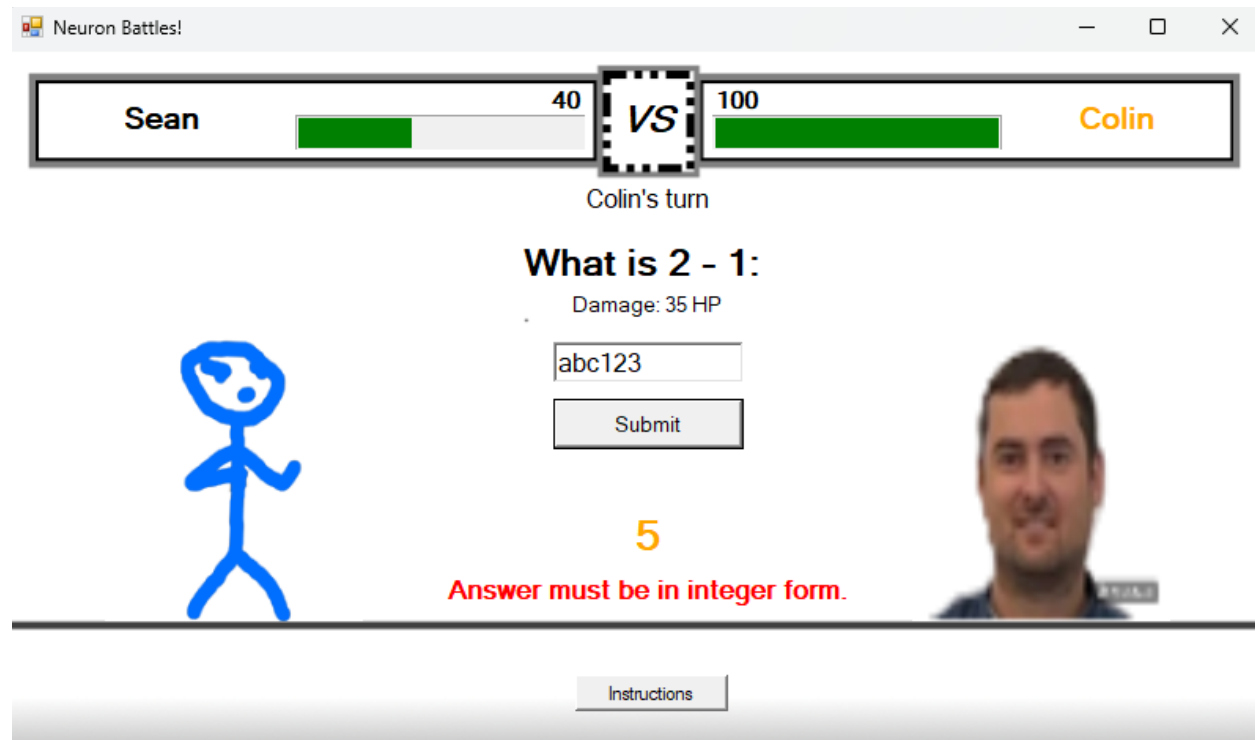 Neuron Battles!
Sean
40
VS
100
Colin
Colin's turn
What is 2 - 1:
Damage: 35 HP
abc123
Submit
5
Answer must be in integer form.
Instructions